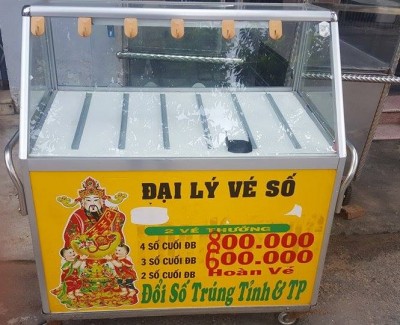 ĐẠI LÝ VÉ SỐ
2 VÉ THƯỜNG
4 SỐ CUỐI ĐB 800.000
3 SỐ CUỐI ĐB 600.000
2 SỐ CUỐI ĐB Hoàn Vé
Đổi Số Trúng Tỉnh & TP